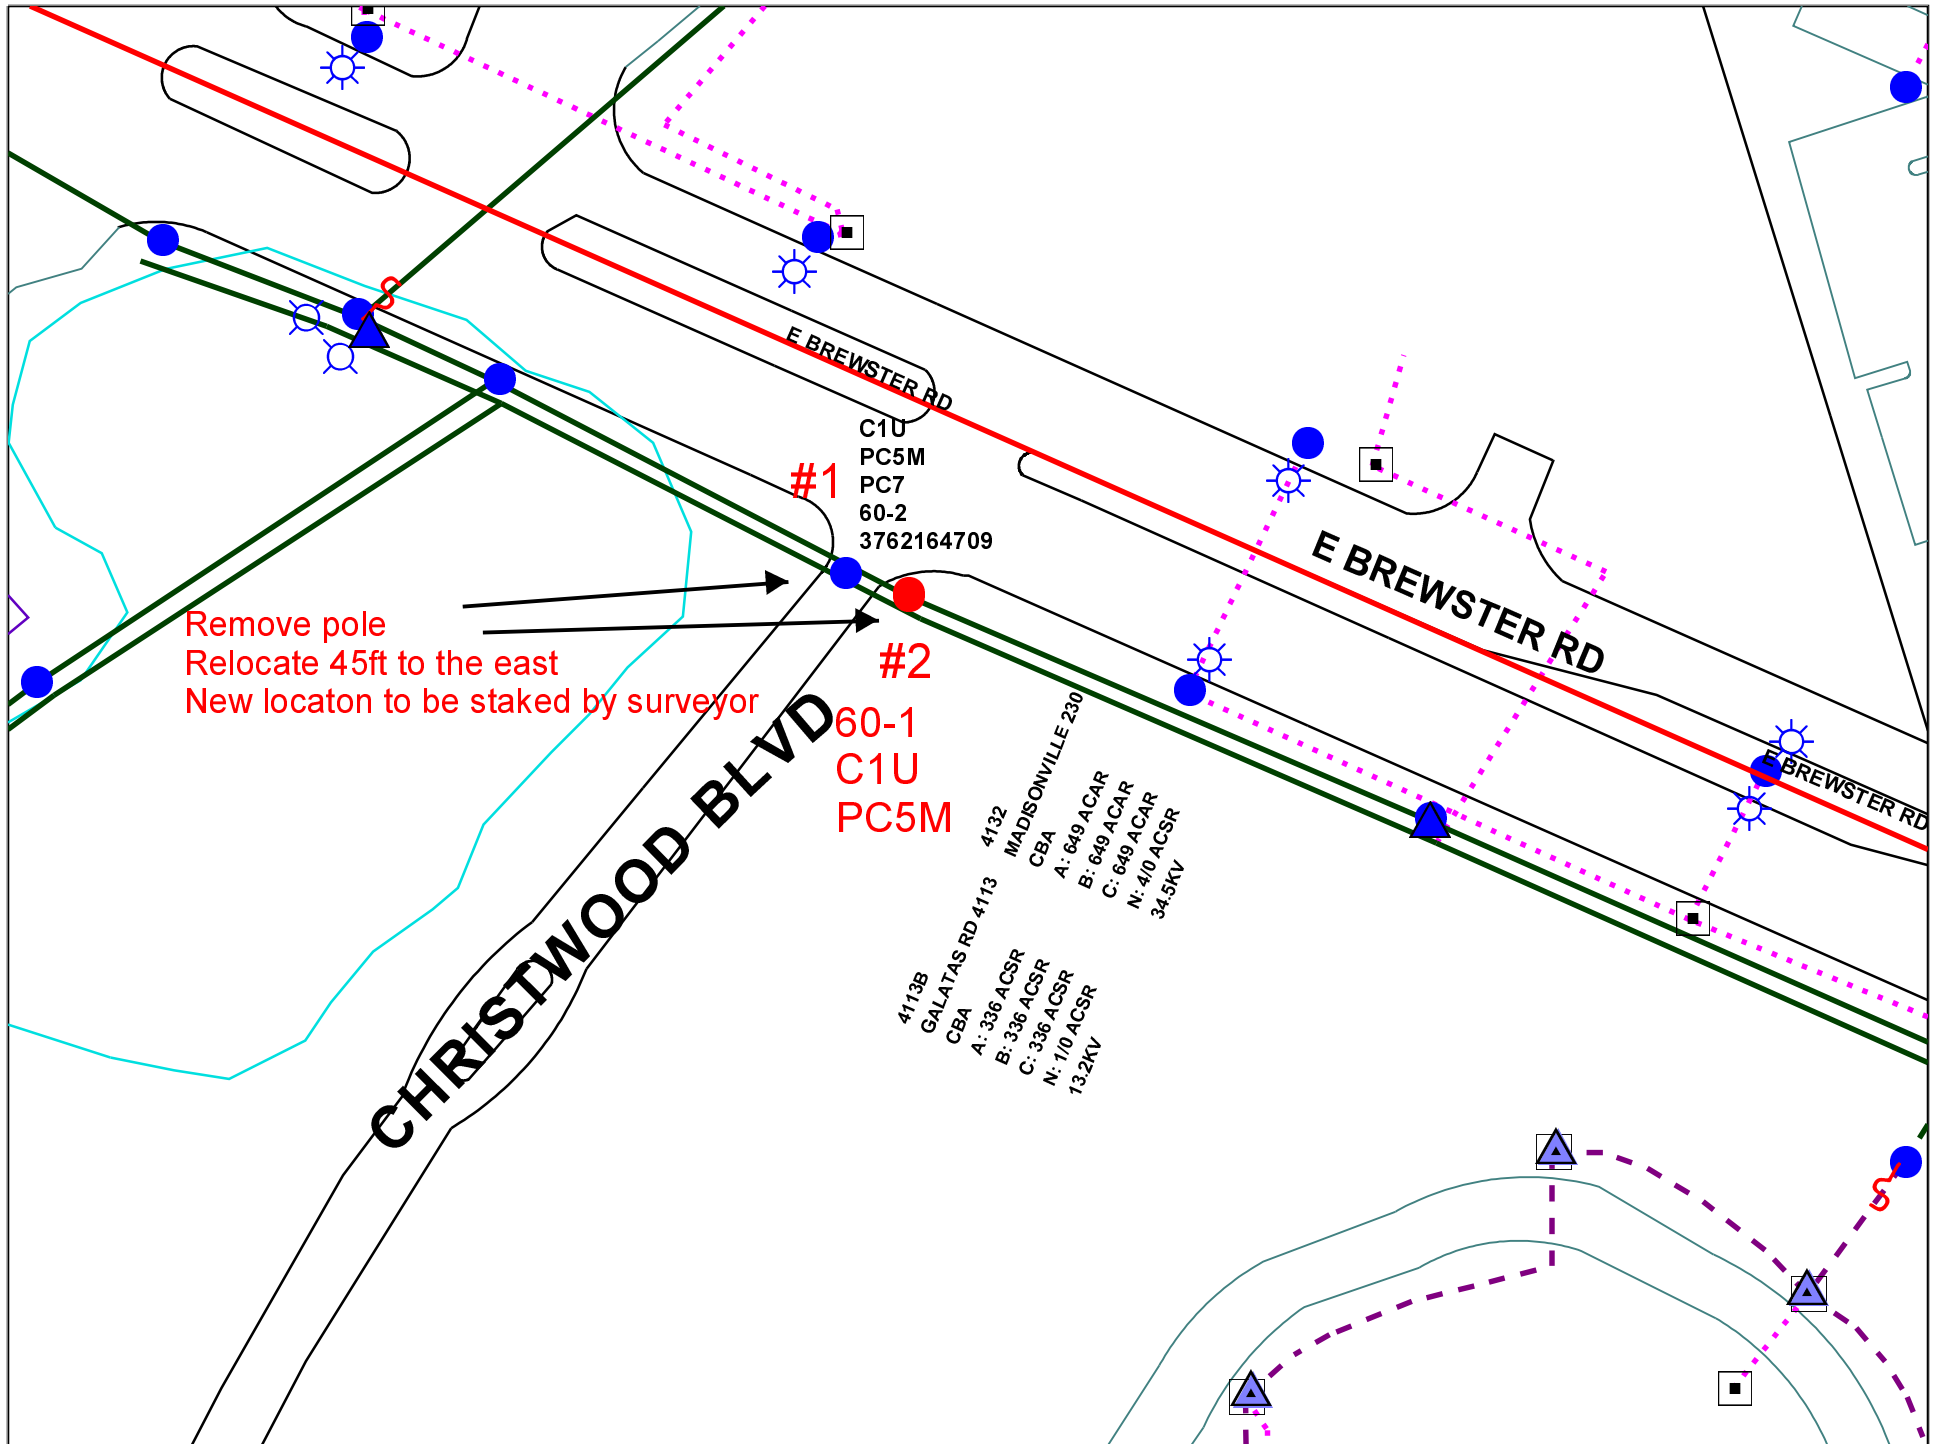 E BREWSTER RD
#1
C1U
PC5M
PC7
60-2
3762164709
E BREWSTER RD
Remove pole
Relocate 45ft to the east
New locaton to be staked by surveyor
#2
60-1
C1U
PC5M
CHRISTWOOD BLVD
4132
MADISONVILLE 230
CBA
A: 649 ACAR
B: 649 ACAR
C: 649 ACAR
N: 4/0 ACSR
34.5KV
4113B
GALATAS RD 4113
CBA
A: 336 ACSR
B: 336 ACSR
C: 336 ACSR
N: 1/0 ACSR
13.2KV
E BREWSTER RD
S
S